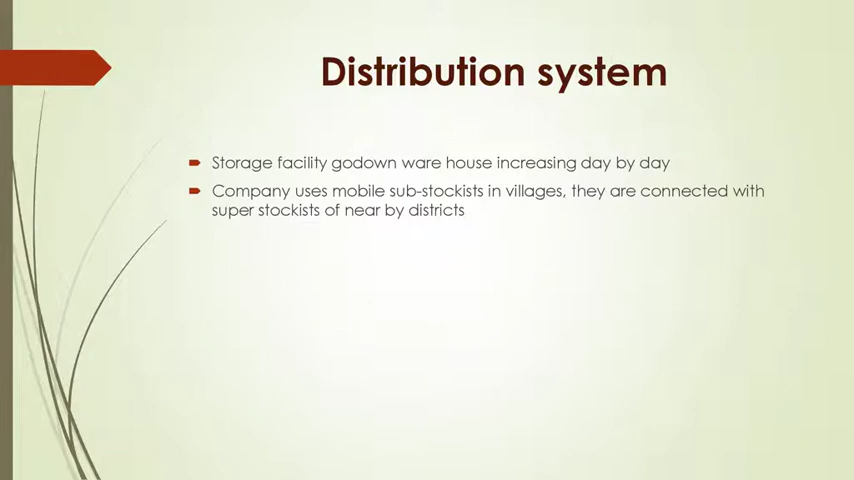 Distribution system
Storage facility godown ware house increasing day by day
Company uses mobile sub-stockists in villages, they are connected with
super stockists of near by districts